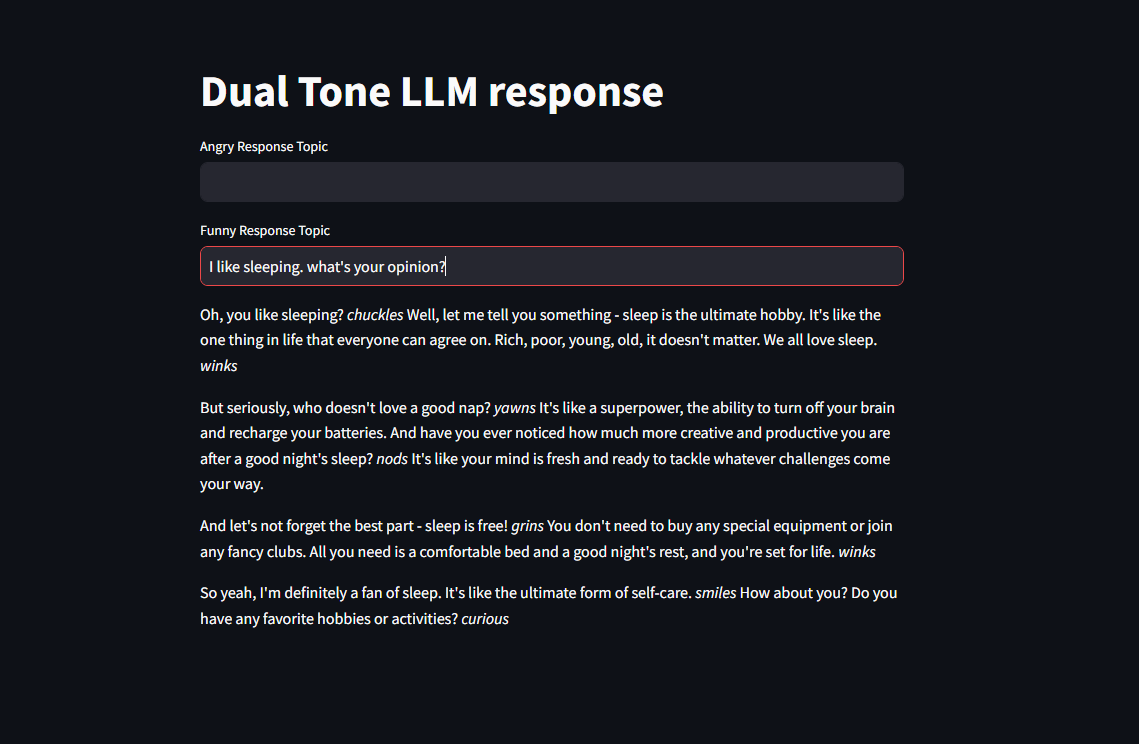 Dual Tone LLM response
Angry Response Topic
Funny Response Topic
I like sleeping. what's your opinion?
Oh, you like sleeping? chuckles Well, let me tell you something - sleep is the ultimate hobby. It's like the
one thing in life that everyone can agree on. Rich, poor, young, old, it doesn't matter. We all love sleep.
winks
But seriously, who doesn't love a good nap? yawns It's like a superpower, the ability to turn off your brain
and recharge your batteries. And have you ever noticed how much more creative and productive you are
after a good night's sleep? nods It's like your mind is fresh and ready to tackle whatever challenges come
your way.
And let's not forget the best part - sleep is free! grins You don't need to buy any special equipment or join
any fancy clubs. All you need is a comfortable bed and a good night's rest, and you're set for life. winks
So yeah, I'm definitely a fan of sleep. It's like the ultimate form of self-care. smiles How about you? Do you
have any favorite hobbies or activities? curious